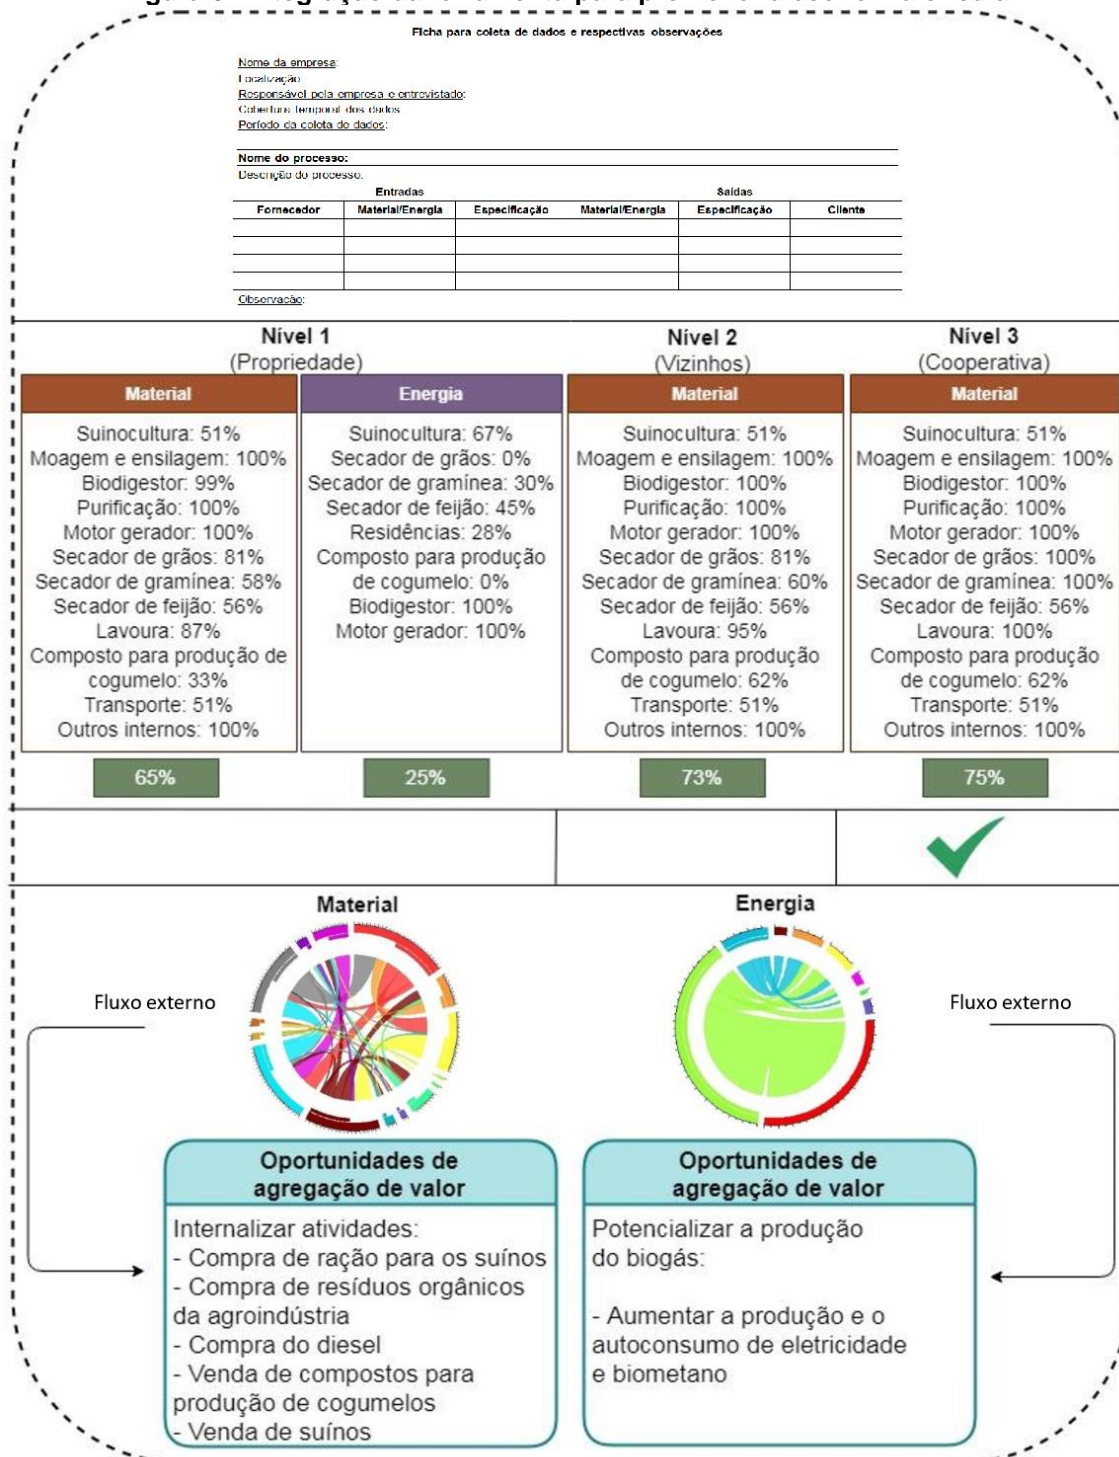 Ficha para coleta de dados e respectivas observações
Nome da empresa:
Localização
Responsável pela empresa e entrevistado:
Cobertura temporal dos dados
Período da coleta de dados:
Nome do processo:
Descrição do processo:
Entradas Saídas
Fornecedor Material/Energia Especificação Material/Energia Especificação Cliente
Observação:
Nível 1
(Propriedade)
Material
Suinocultura: 51%
Moagem e ensilagem: 100%
Biodigestor: 99%
Purificação: 100%
Motor gerador: 100%
Secador de grãos: 81%
Secador de gramínea: 58%
Secador de feijão: 56%
Lavoura: 87%
Composto para produção de
cogumelo: 33%
Transporte: 51%
Outros internos: 100%
65%
Energia
Suinocultura: 67%
Secador de grãos: 0%
Secador de gramínea: 30%
Secador de feijão: 45%
Residências: 28%
Composto para produção
de cogumelo: 0%
Biodigestor: 100%
Motor gerador: 100%
25%
Nível 2
(Vizinhos)
Material
Suinocultura: 51%
Moagem e ensilagem: 100%
Biodigestor: 100%
Purificação: 100%
Motor gerador: 100%
Secador de grãos: 81%
Secador de gramínea: 60%
Secador de feijão: 56%
Lavoura: 95%
Composto para produção
de cogumelo: 62%
Transporte: 51%
Outros internos: 100%
73%
Nível 3
(Cooperativa)
Material
Suinocultura: 51%
Moagem e ensilagem: 100%
Biodigestor: 100%
Purificação: 100%
Motor gerador: 100%
Secador de grãos: 100%
Secador de gramínea: 100%
Secador de feijão: 56%
Lavoura: 100%
Composto para produção
de cogumelo: 62%
Transporte: 51%
Outros internos: 100%
75%
Material
Fluxo externo
Oportunidades de
agregação de valor
Internalizar atividades:
- Compra de ração para os suínos
- Compra de resíduos orgânicos
da agroindústria
- Compra do diesel
- Venda de compostos para
produção de cogumelos
- Venda de suínos
Energia
Fluxo externo
Oportunidades de
agregação de valor
Potencializar a produção
do biogás:
- Aumentar a produção e o
autoconsumo de eletricidade
e biometano